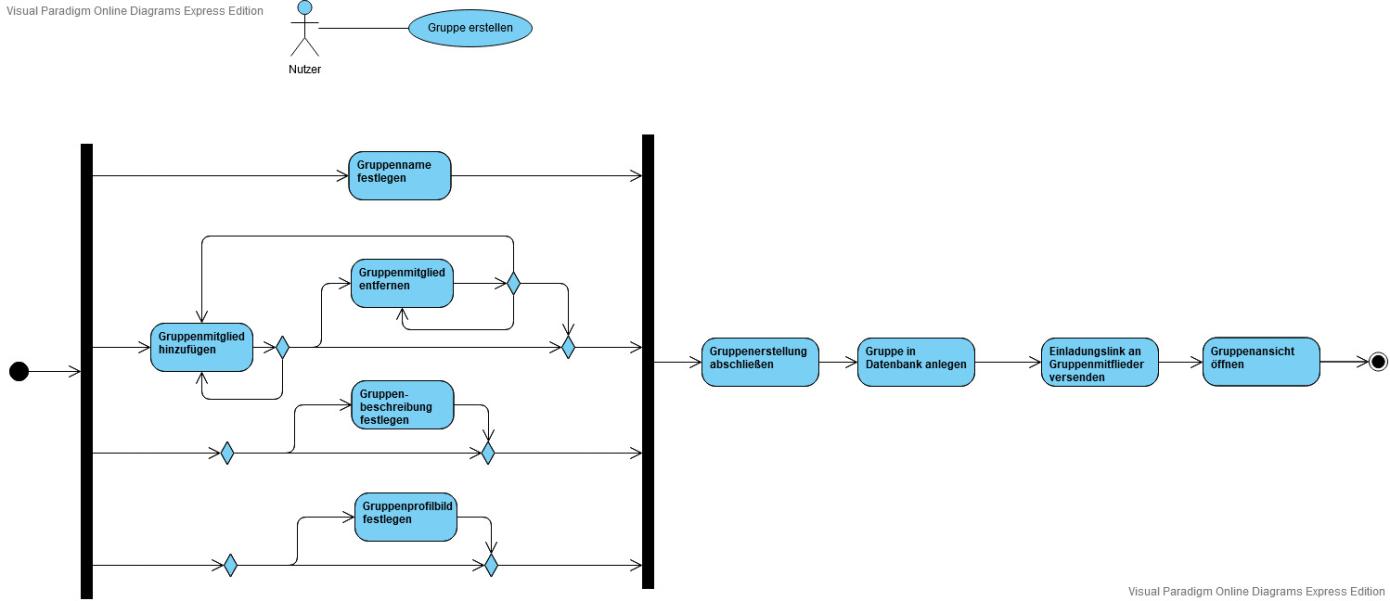 Visual Paradigm Online Diagrams Express Edition
Gruppe erstellen
Nutzer
Gruppenname
festlegen
Gruppenmitglied
entfernen
Gruppenmitglied
hinzufügen
Gruppen-
beschreibung
festlegen
Gruppenprofilbild
festlegen
Gruppenerstellung
abschließen
Gruppe in
Datenbank anlegen
Einladungslink an
Gruppenmitflieder
versenden
Gruppenansicht
öffnen
Visual Paradigm Online Diagrams Express Edition